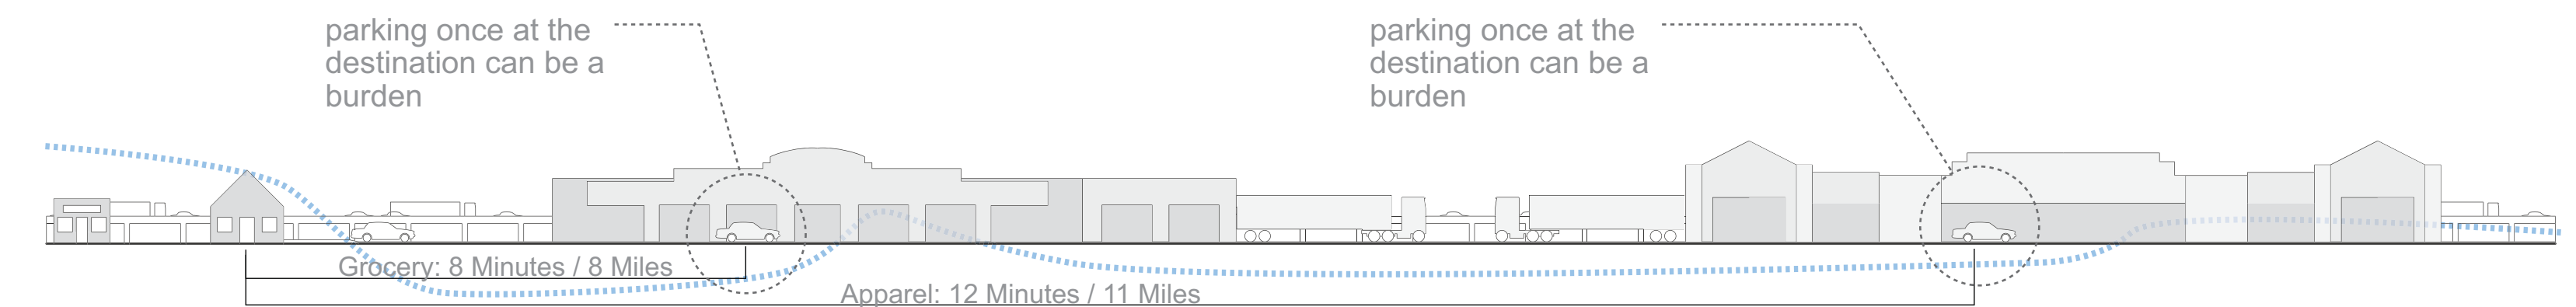 parking once at the
destination can be a
burden
parking once at the
destination can be a
burden
Grocery: 8 Minutes / 8 Miles
Apparel: 12 Minutes / 11 Miles